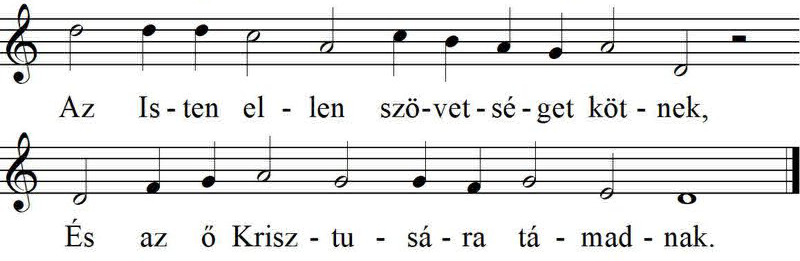 Az Is - ten el - len szö-vet-sé-get köt - nek,
És az ő Krisz - tu - sá - ra tá - mad - nak.